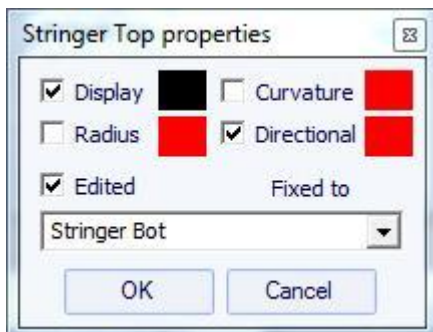 Stringer Top properties
Display Curvature
Radius Directional
Edited Fixed to
Stringer Bot
OK Cancel